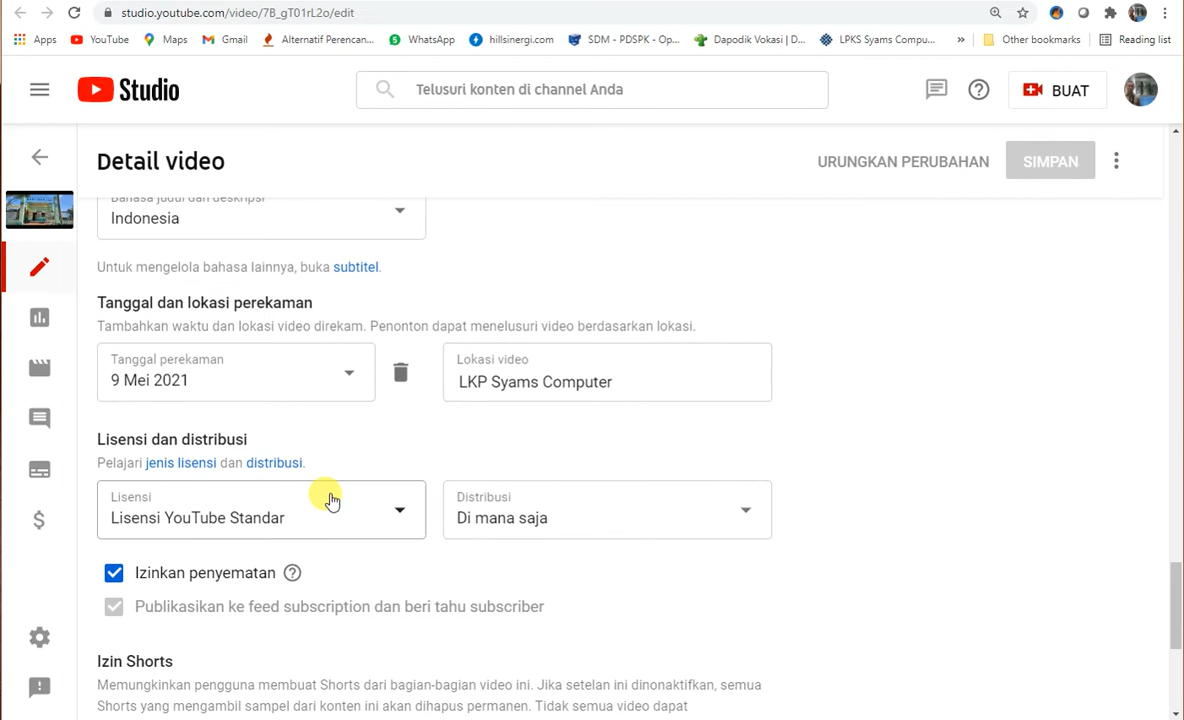 studio.youtube.com/video/7B_gT01rL2o/edit
Apps YouTube Maps Gmail Alternatif Perencan... WhatsApp hillsinergi.com SDM - PDSPK - Op... Dapodik Vokasi | D... LPKS Syams Compu... » Other bookmarks Reading list
Studio
Telusuri konten di channel Anda
BUAT
Detail video
URUNGKAN PERUBAHAN
SIMPAN
Bahasa judul dan deskripsi
Indonesia
Untuk mengelola bahasa lainnya, buka subtitel.
Tanggal dan lokasi perekaman
Tambahkan waktu dan lokasi video direkam. Penonton dapat menelusuri video berdasarkan lokasi.
Tanggal perekaman
9 Mei 2021
Lokasi video
LKP Syams Computer
Lisensi dan distribusi
Pelajari jenis lisensi dan distribusi.
Lisensi
Lisensi YouTube Standar
Distribusi
Di mana saja
Izinkan penyematan
Publikasikan ke feed subscription dan beri tahu subscriber
Izin Shorts
Memungkinkan pengguna membuat Shorts dari bagian-bagian video ini. Jika setelan ini dinonaktifkan, semua
Shorts yang mengambil sampel dari konten ini akan dihapus permanen. Tidak semua video dapat